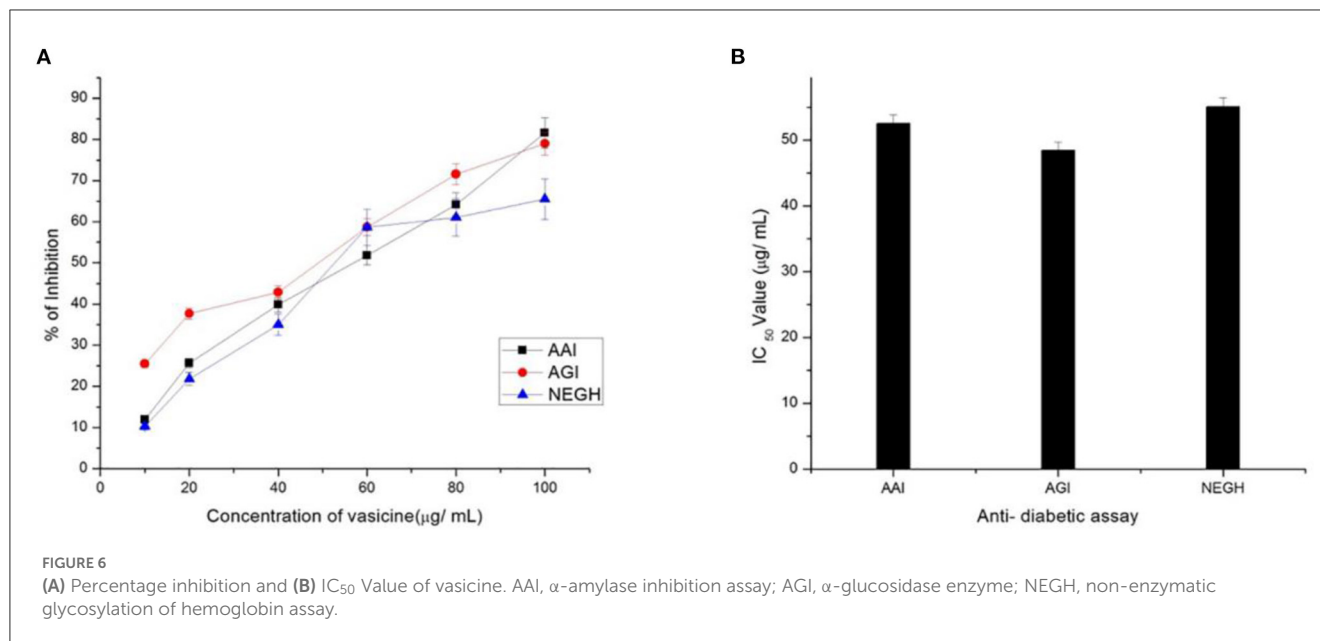 A
B
90
80
70
60
50
40
30
20
10
0
% of Inhibition
0
20
40
60
80
100
Concentration of vasicine(μg/ mL)
AAI
AGI
NEGH
50
40
50
30
20
10
0
IC 50 Value (μg/ mL)
AAI
AGI
NEGH
Anti- diabetic assay
FIGURE 6
(A) Percentage inhibition and (B) IC50 Value of vasicine. AAI, α-amylase inhibition assay; AGI, α-glucosidase enzyme; NEGH, non-enzymatic
glycosylation of hemoglobin assay.